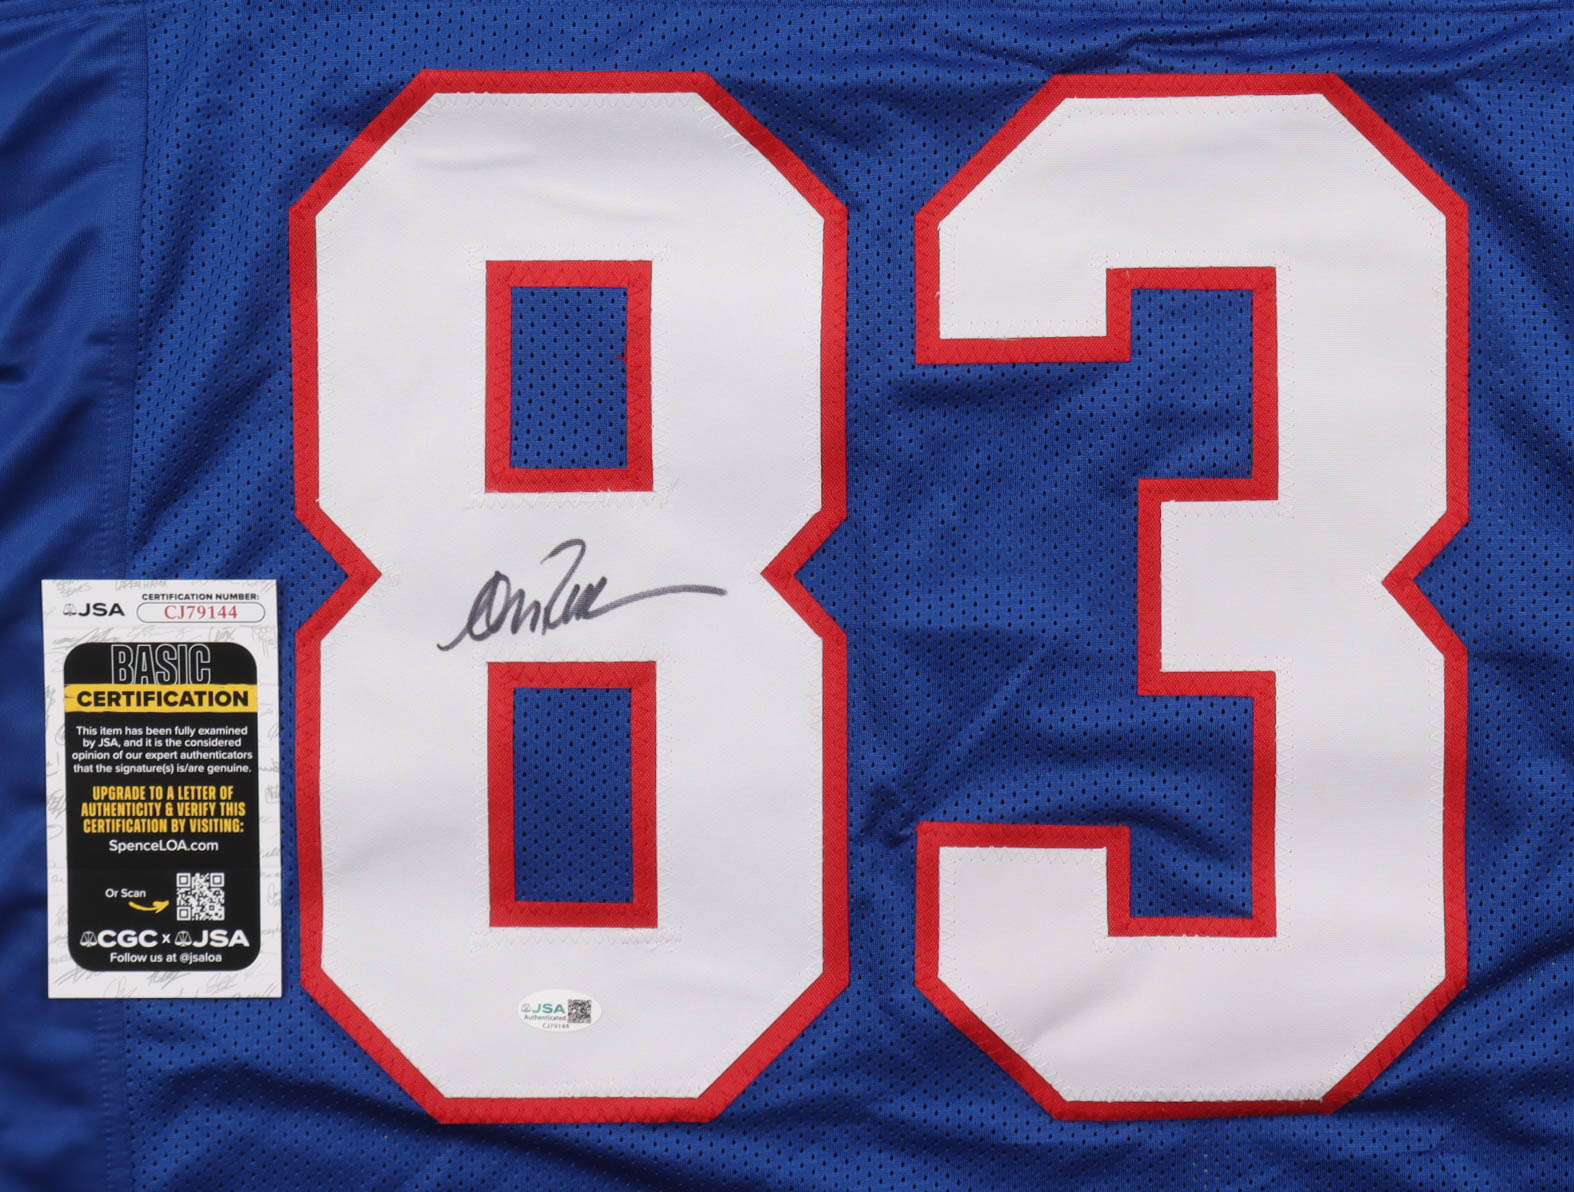 83
JSA
CERTIFICATION NUMBER:
CJ79144
BASIC
CERTIFICATION
This item has been fully examined
by JSA, and it is the considered
opinion of our expert authenticators
that the signature(s) is/are genuine.
UPGRADE TO A LETTER OF
AUTHENTICITY & VERIFY THIS
CERTIFICATION BY VISITING:
SpenceLOA.com
Or Scan
CGC x JSA
Follow us at @jsaloa
JSA
Authenticated
CJ79144